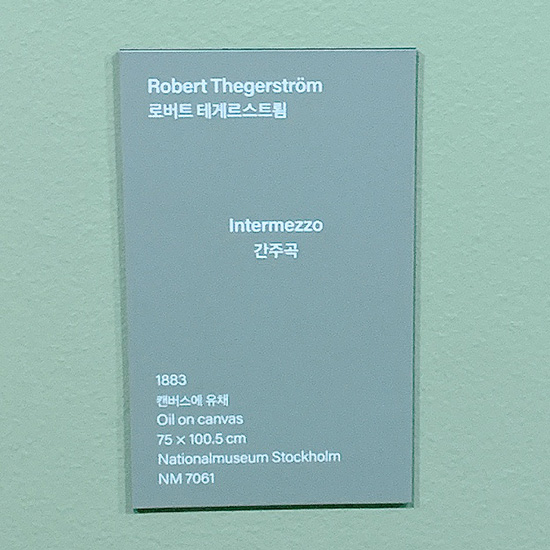 Robert Thegerström
로버트 테게르스트룀
Intermezzo
간주곡
1883
캔버스에 유채
Oil on canvas
75 × 100.5 cm
Nationalmuseum Stockholm
NM 7061